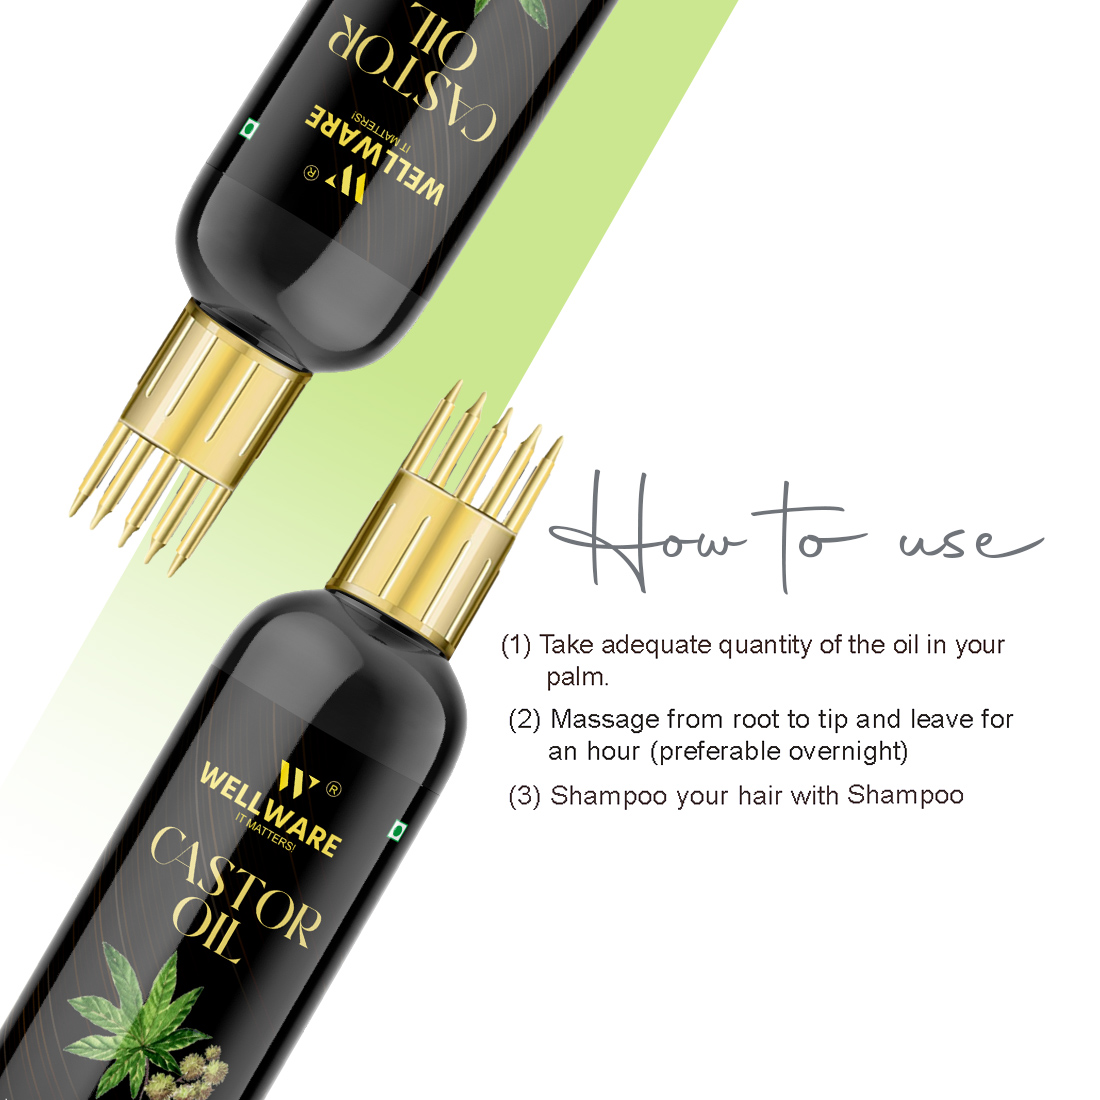 CASTOR
OIL
WELLWARE
IT MATTERS!
W ®
How to use
(1) Take adequate quantity of the oil in your
palm.
(2) Massage from root to tip and leave for
an hour (preferable overnight)
(3) Shampoo your hair with Shampoo
W ®
WELLWARE
IT MATTERS!
CASTOR
OIL